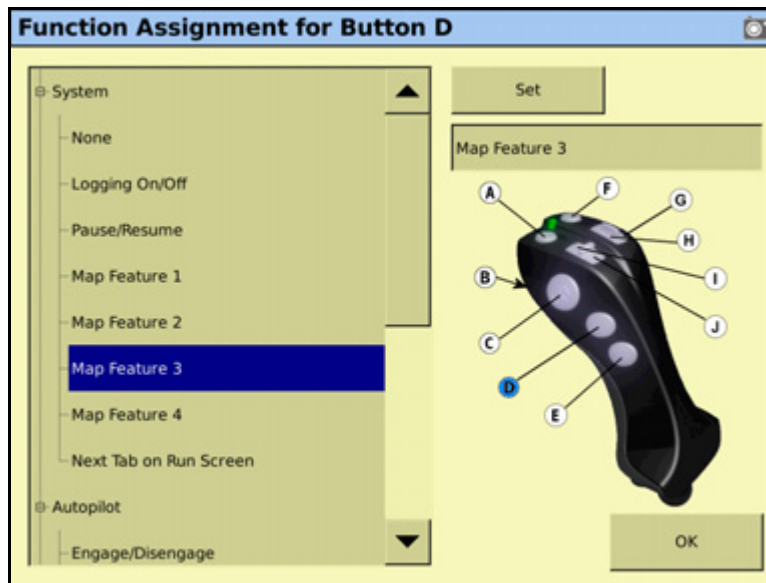 Function Assignment for Button D
System
None
Logging On/Off
Pause/Resume
Map Feature 1
Map Feature 2
Map Feature 3
Map Feature 4
Next Tab on Run Screen
Autopilot
Engage/Disengage
Set
Map Feature 3
A
F
G
H
B
I
J
C
D
E
OK